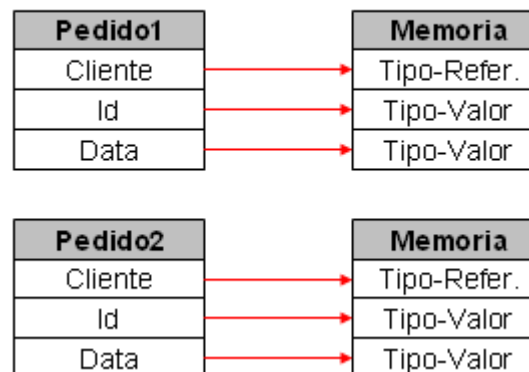 Pedido1 Memoria
Cliente Tipo-Refer.
Id Tipo-Valor
Data Tipo-Valor
Pedido2 Memoria
Cliente Tipo-Refer.
Id Tipo-Valor
Data Tipo-Valor